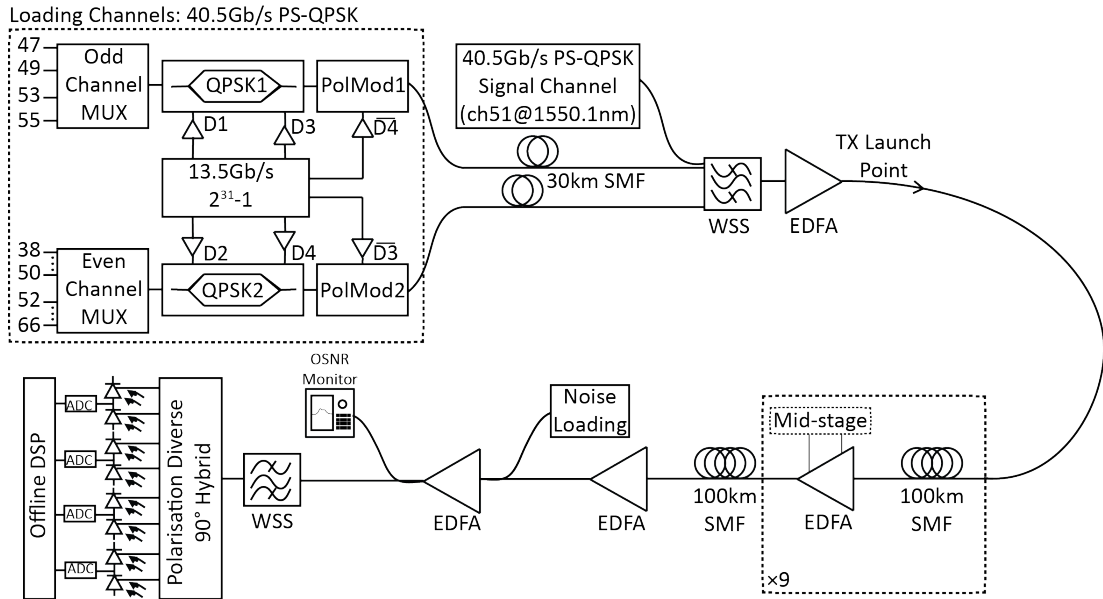 Loading Channels: 40.5Gb/s PS-QPSK
47
49
53
55
Odd
Channel
MUX
QPSK1
PolMod1
D1
D3
D4̅
13.5Gb/s
2³¹-1
D2
D4
D3̅
38
50
52
66
Even
Channel
MUX
QPSK2
PolMod2
40.5Gb/s PS-QPSK
Signal Channel
(ch51@1550.1nm)
30km SMF
WSS
EDFA
TX Launch
Point
Offline DSP
ADC
ADC
ADC
ADC
Polarisation Diverse
90° Hybrid
WSS
OSNR
Monitor
EDFA
Noise
Loading
EDFA
100km
SMF
Mid-stage
EDFA
100km
SMF
×9